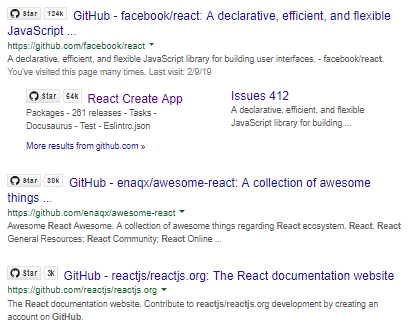 Star 124k GitHub - facebook/react: A declarative, efficient, and flexible
JavaScript ...
https://github.com/facebook/react
A declarative, efficient, and flexible JavaScript library for building user interfaces. - facebook/react.
You've visited this page many times. Last visit: 2/9/19
Star 64k React Create App
Packages - 261 releases - Tasks -
Docusaurus - Test - Eslintrc.json
Issues 412
A declarative, efficient, and flexible
JavaScript library for building ...
More results from github.com »
Star 30k GitHub - enaqx/awesome-react: A collection of awesome
things ...
https://github.com/enaqx/awesome-react
Awesome React Awesome. A collection of awesome things regarding React ecosystem. React. React
General Resources; React Community; React Online ...
Star 3k GitHub - reactjs/reactjs.org: The React documentation website
https://github.com/reactjs/reactjs.org
The React documentation website. Contribute to reactjs/reactjs.org development by creating an
account on GitHub.